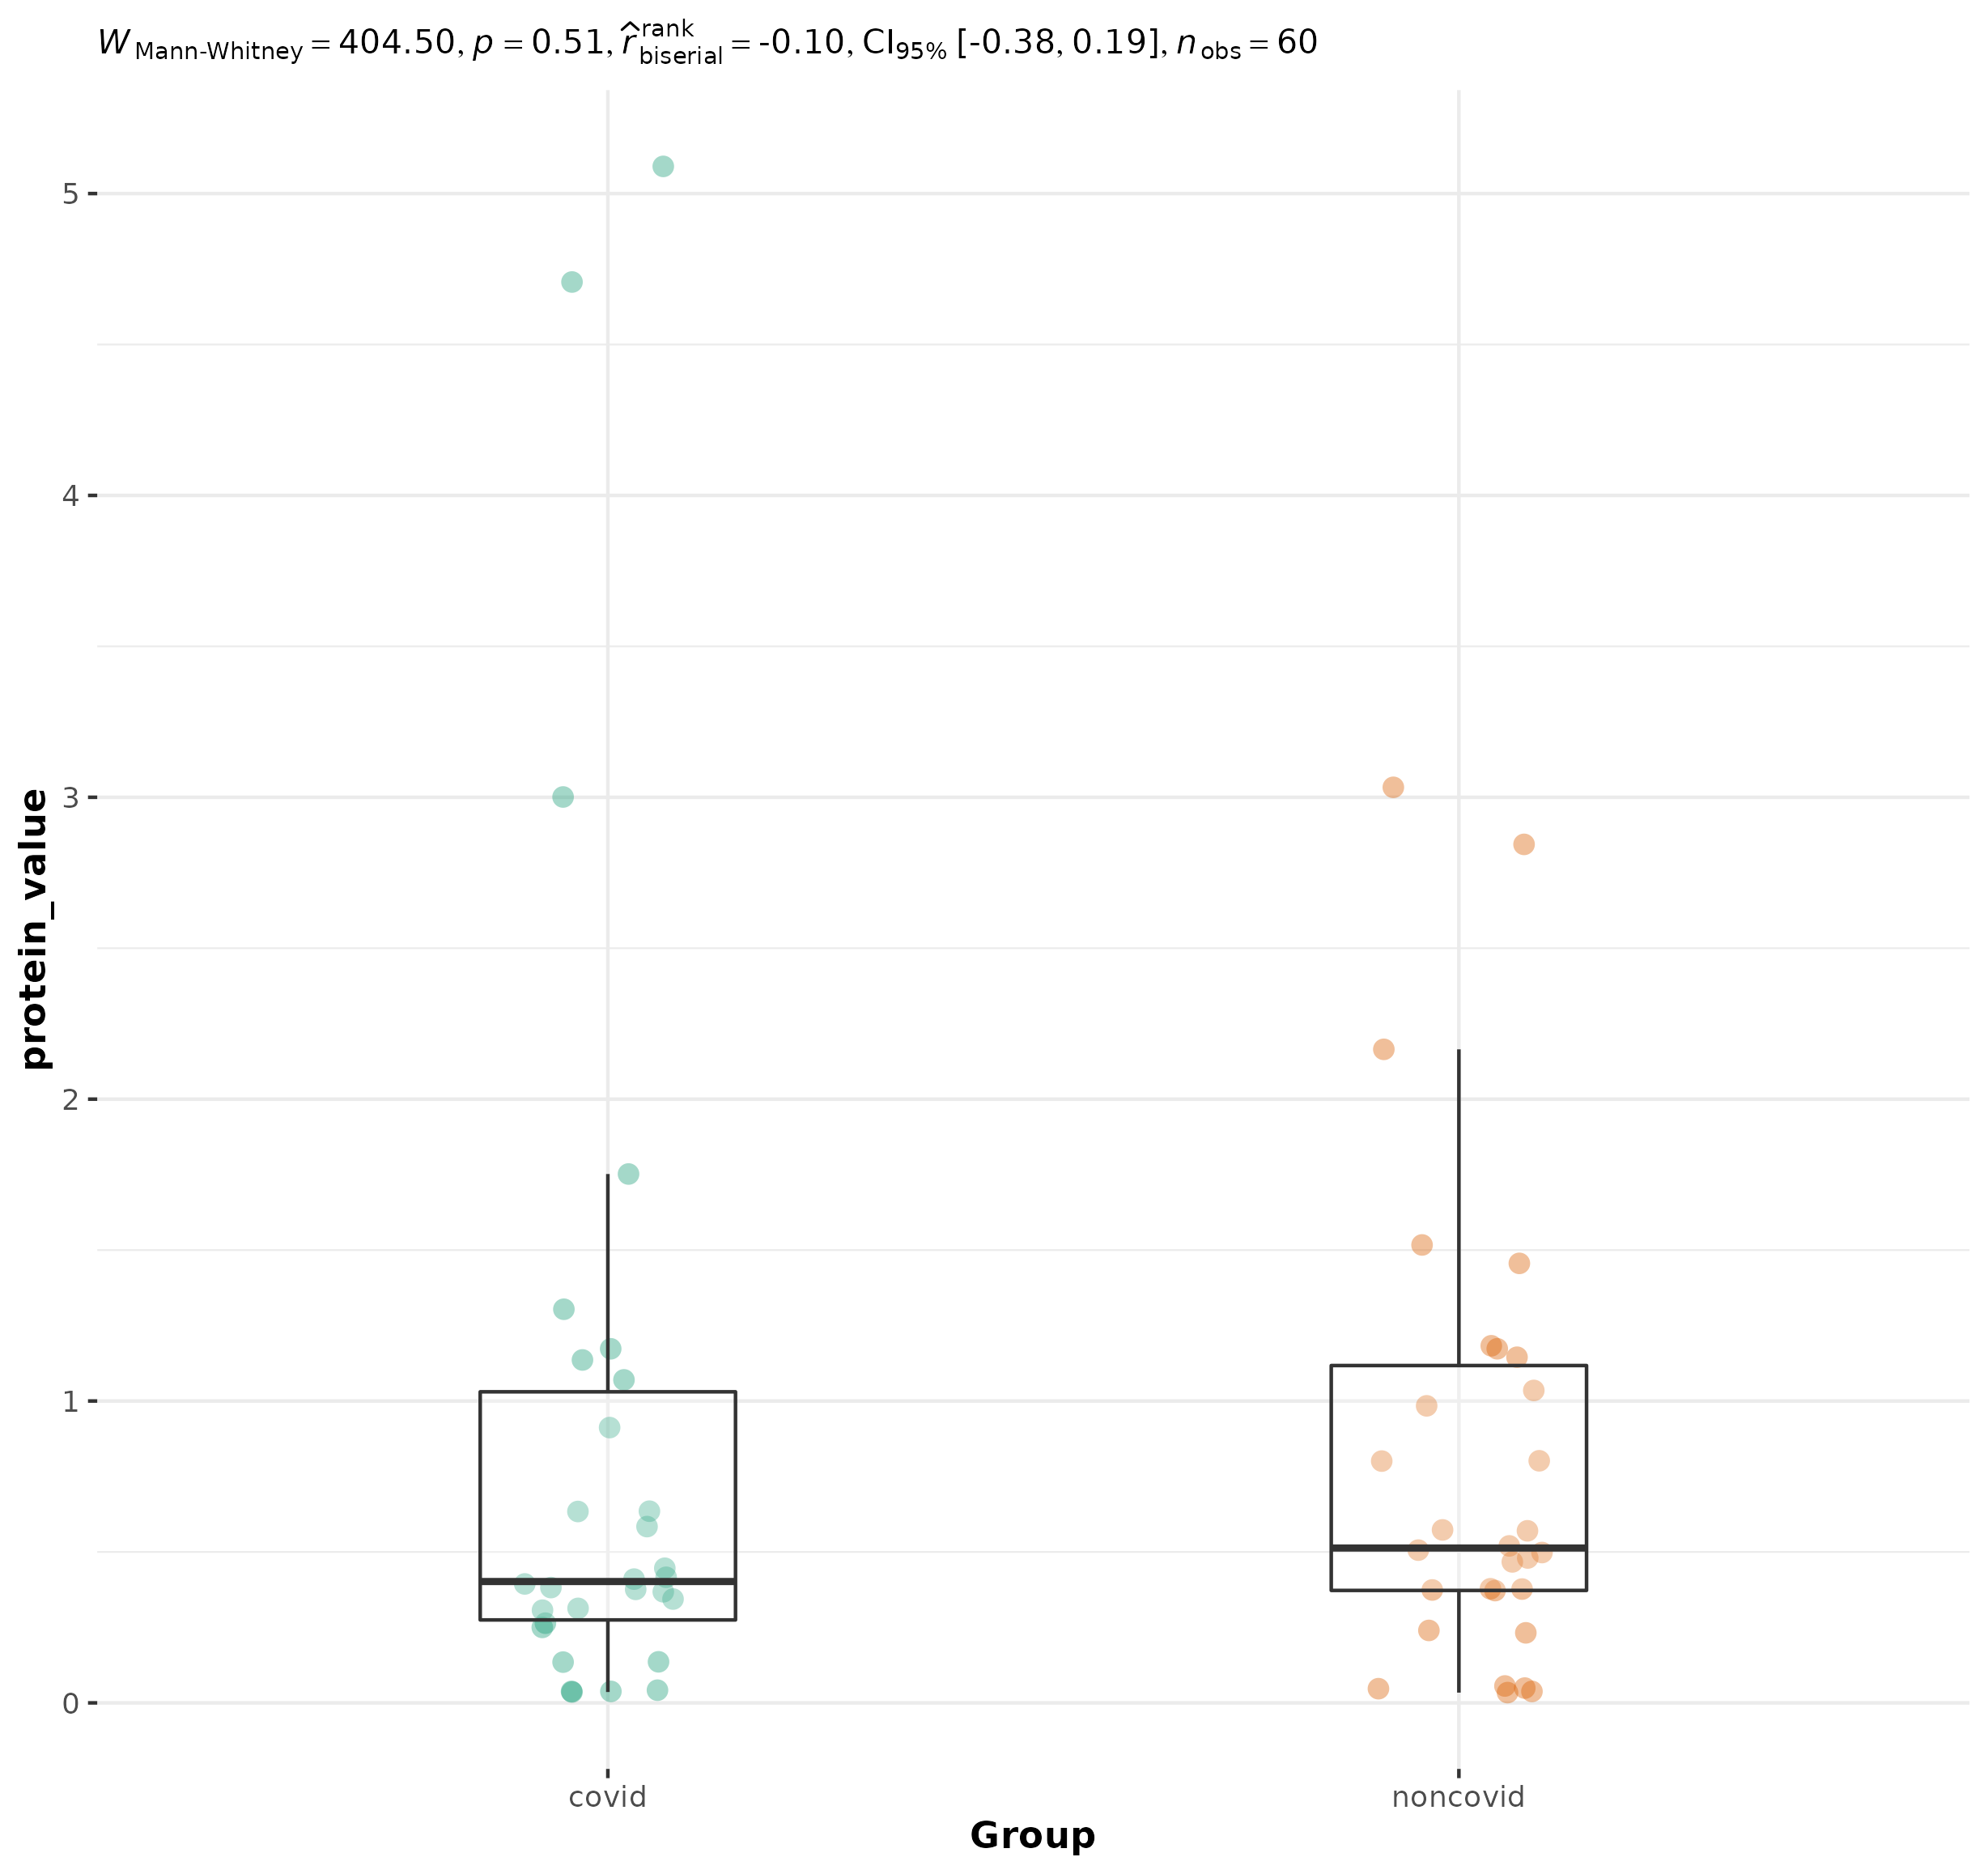 W Mann-Whitney = 404.50, p = 0.51, r̂ rank biserial = -0.10, CI95% [-0.38, 0.19], n obs = 60
5
4
3
2
1
0
protein_value
covid noncovid
Group